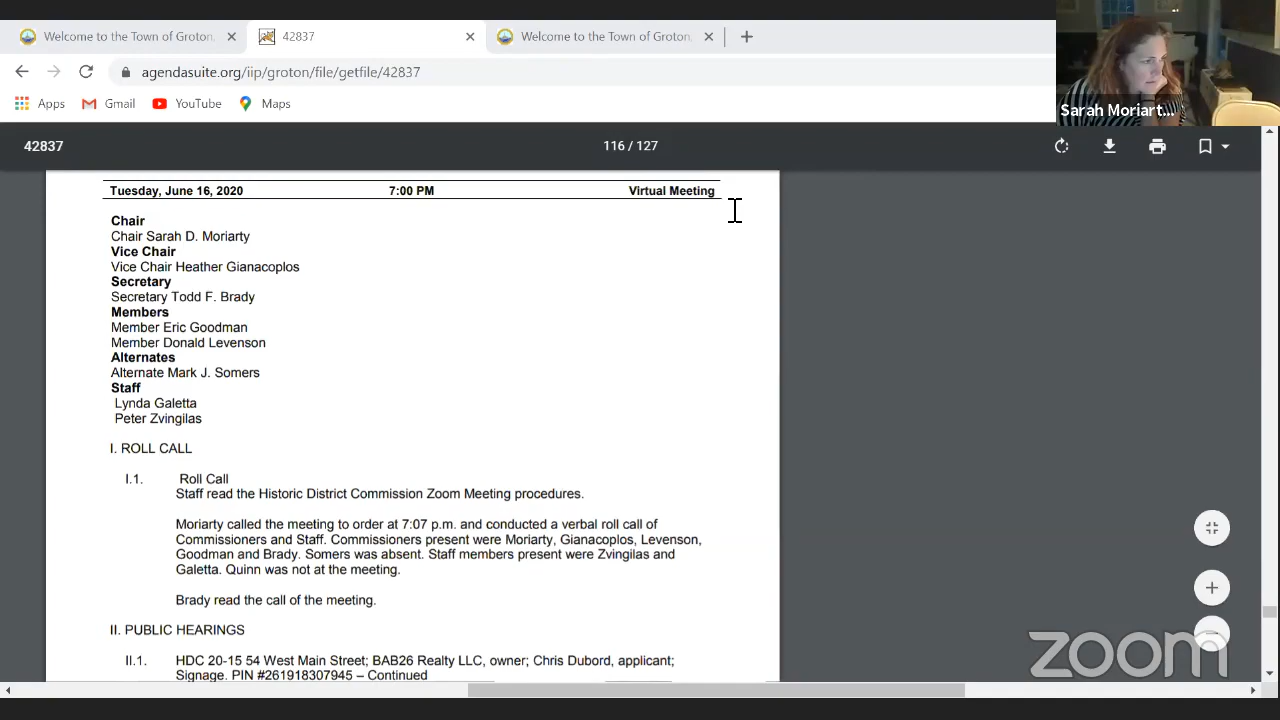 Welcome to the Town of Groton,
42837
Welcome to the Town of Groton,
agendasuite.org/iip/groton/file/getfile/42837
Apps
Gmail
YouTube
Maps
Sarah Moriart...
42837
116 / 127
Tuesday, June 16, 2020 7:00 PM Virtual Meeting
Chair
Chair Sarah D. Moriarty
Vice Chair
Vice Chair Heather Gianacoplos
Secretary
Secretary Todd F. Brady
Members
Member Eric Goodman
Member Donald Levenson
Alternates
Alternate Mark J. Somers
Staff
Lynda Galetta
Peter Zvingilas
I. ROLL CALL
I.1. Roll Call
Staff read the Historic District Commission Zoom Meeting procedures.
Moriarty called the meeting to order at 7:07 p.m. and conducted a verbal roll call of
Commissioners and Staff. Commissioners present were Moriarty, Gianacoplos, Levenson,
Goodman and Brady. Somers was absent. Staff members present were Zvingilas and
Galetta. Quinn was not at the meeting.
Brady read the call of the meeting.
II. PUBLIC HEARINGS
II.1. HDC 20-15 54 West Main Street; BAB26 Realty LLC, owner; Chris Dubord, applicant;
Signage. PIN #261918307945 – Continued
zoom